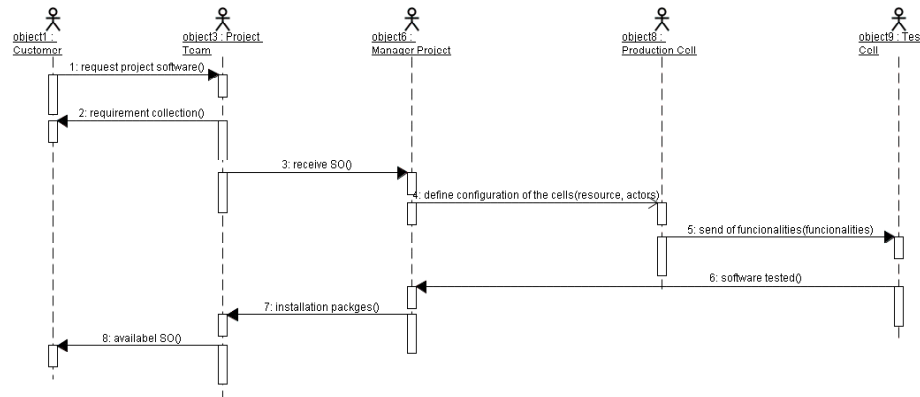 object1 :
Customer
object3 : Project
Team
object6 :
Manager Project
object8 :
Production Cell
object9 : Tes
Cell
1: request project software()
2: requirement collection()
3: receive SO()
4: define configuration of the cells(resource, actors)
5: send of funcionalities(funcionalities)
6: software tested()
7: installation packges()
8: availabel SO()